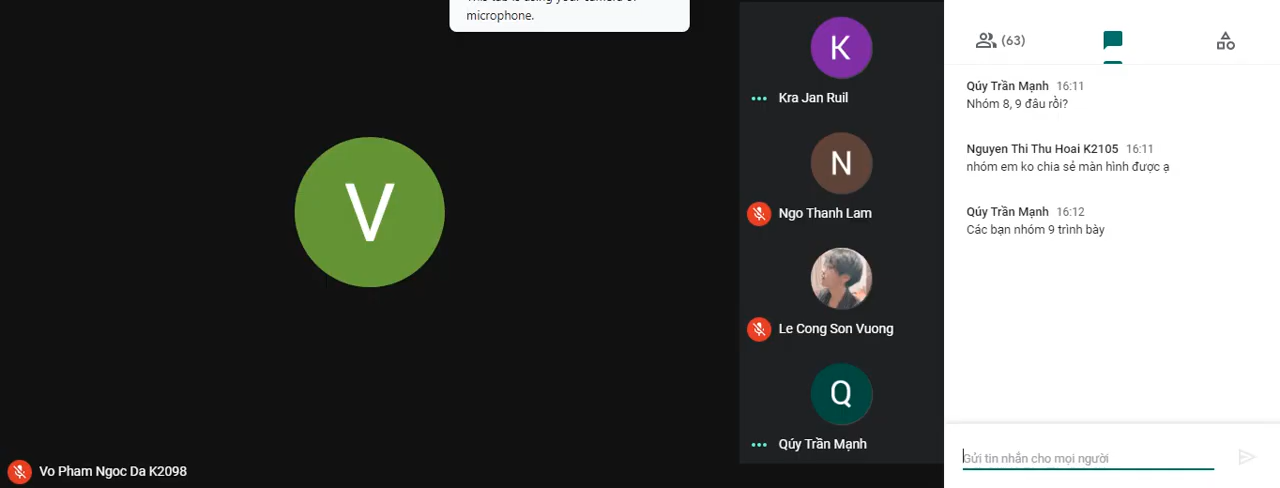 microphone.
V
Vo Pham Ngoc Da K2098
K
Kra Jan Ruil
N
Ngo Thanh Lam
Le Cong Son Vuong
Q
Qúy Trần Mạnh
(63)
Qúy Trần Mạnh 16:11
Nhóm 8, 9 đâu rồi?
Nguyen Thi Thu Hoai K2105 16:11
nhóm em ko chia sẻ màn hình được ạ
Qúy Trần Mạnh 16:12
Các bạn nhóm 9 trình bày
Gửi tin nhắn cho mọi người